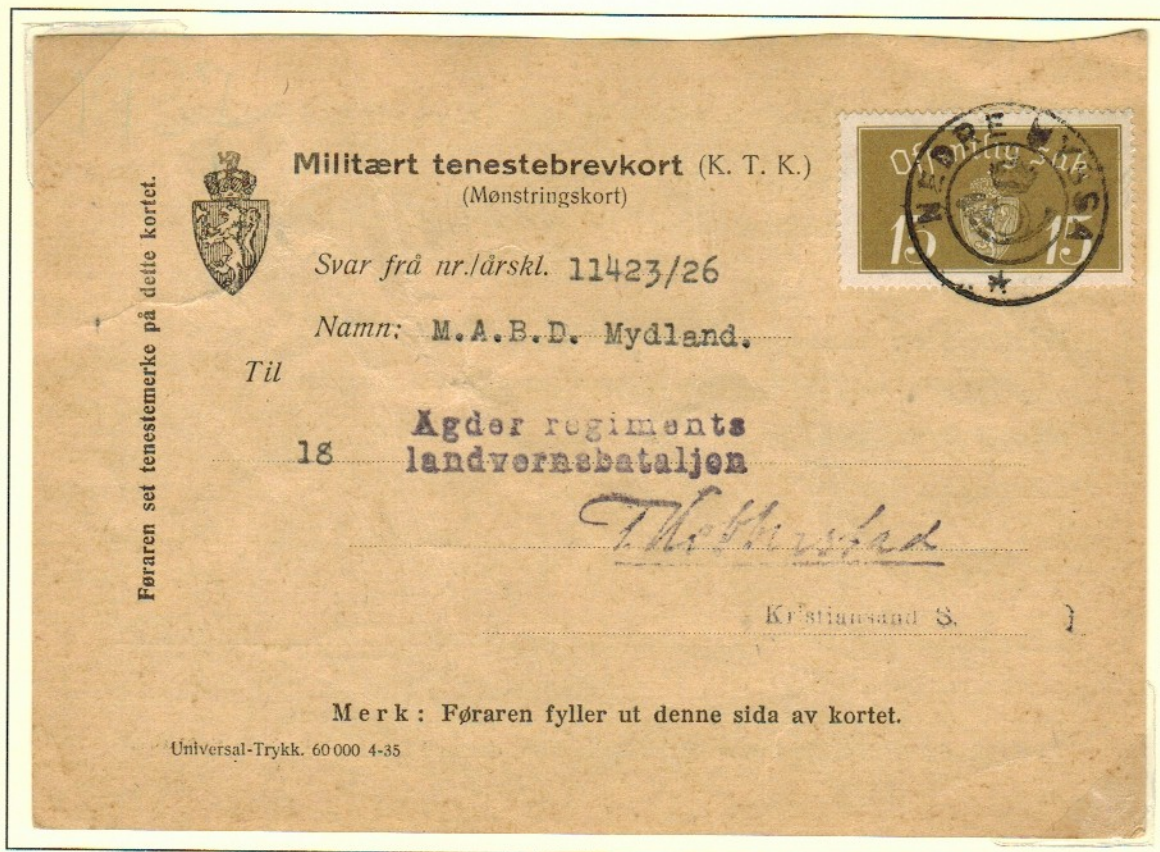 Militært tenestebrevkort (K. T. K.)
(Mønstringskort)
Offentlig Sak
15 15
NEDRE
Svar frå nr./årskl. 11423/26
Namn: M.A.B.D. Mydland.
Til
Agder regiments
18 landvernsbataljon
Kristiansand S.
Føraren set tenestemerke på dette kortet.
Merk: Føraren fyller ut denne sida av kortet.
Universal-Trykk. 60 000 4-35